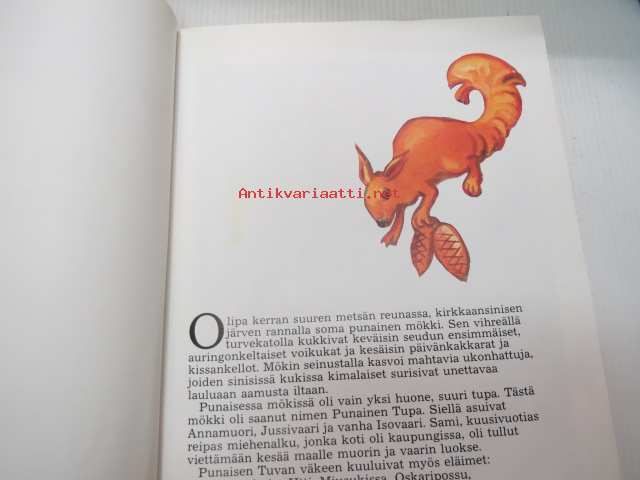 Antikvariaatti.net
Olipa kerran suuren metsän reunassa, kirkkaansinisen
järven rannalla soma punainen mökki. Sen vihreällä
turvekatolla kukkivat keväisin seudun ensimmäiset,
auringonkeltaiset voikukat ja kesäisin päivänkakkarat ja
kissankellot. Mökin seinustalla kasvoi mahtavia ukonhattuja,
joiden sinisissä kukissa kimalaiset surisivat unettavaa
lauluaan aamusta iltaan.
Punaisessa mökissä oli vain yksi huone, suuri tupa. Tästä
mökki oli saanut nimen Punainen Tupa. Siellä asuivat
Annamuori, Jussivaari ja vanha Isovaari. Sami, kuusivuotias
reipas miehenalku, jonka koti oli kaupungissa, oli tullut
viettämään kesää maalle muorin ja vaarin luokse.
Punaisen Tuvan väkeen kuuluivat myös eläimet:
Oskaripossu,